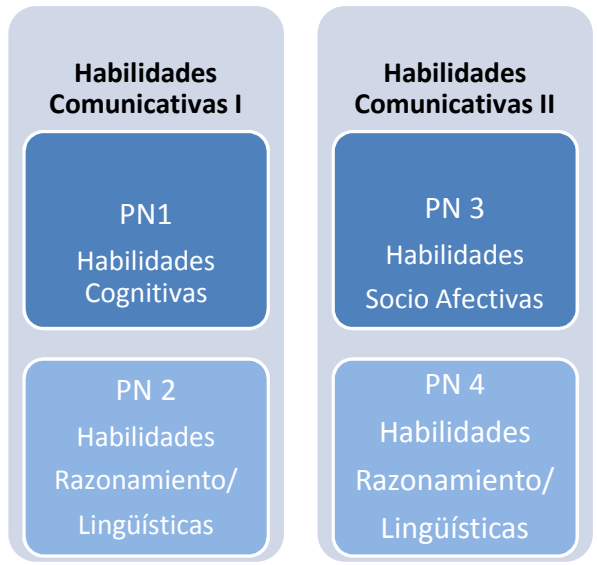 Habilidades
Comunicativas I
PN1
Habilidades
Cognitivas
PN 2
Habilidades
Razonamiento/
Lingüísticas
Habilidades
Comunicativas II
PN 3
Habilidades
Socio Afectivas
PN 4
Habilidades
Razonamiento/
Lingüísticas